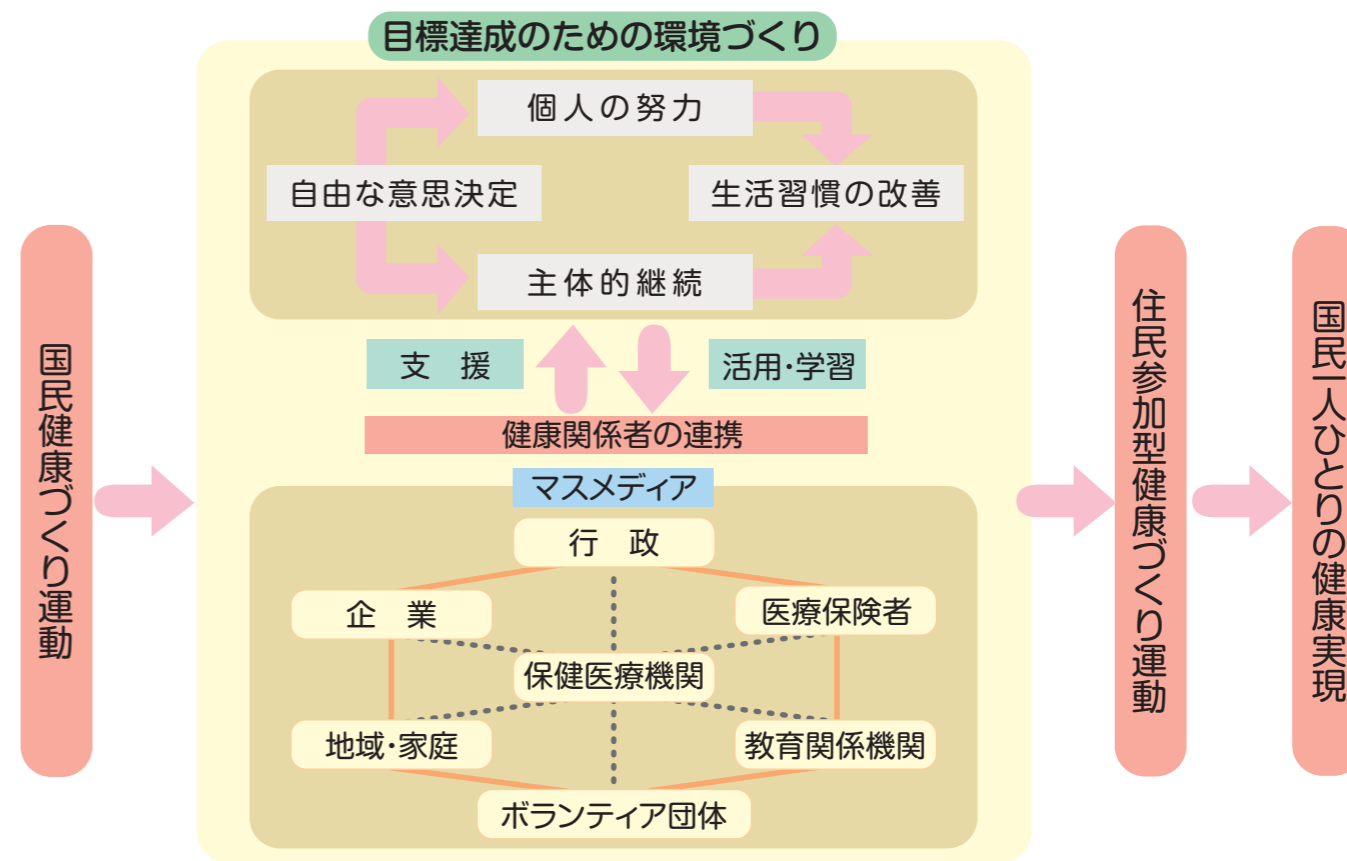 目標達成のための環境づくり
国民健康づくり運動
個人の努力
自由な意思決定
生活習慣の改善
主体的継続
支 援
活用・学習
健康関係者の連携
マスメディア
行 政
企 業
医療保険者
保健医療機関
地域・家庭
教育関係機関
ボランティア団体
住民参加型健康づくり運動
国民一人ひとりの健康実現